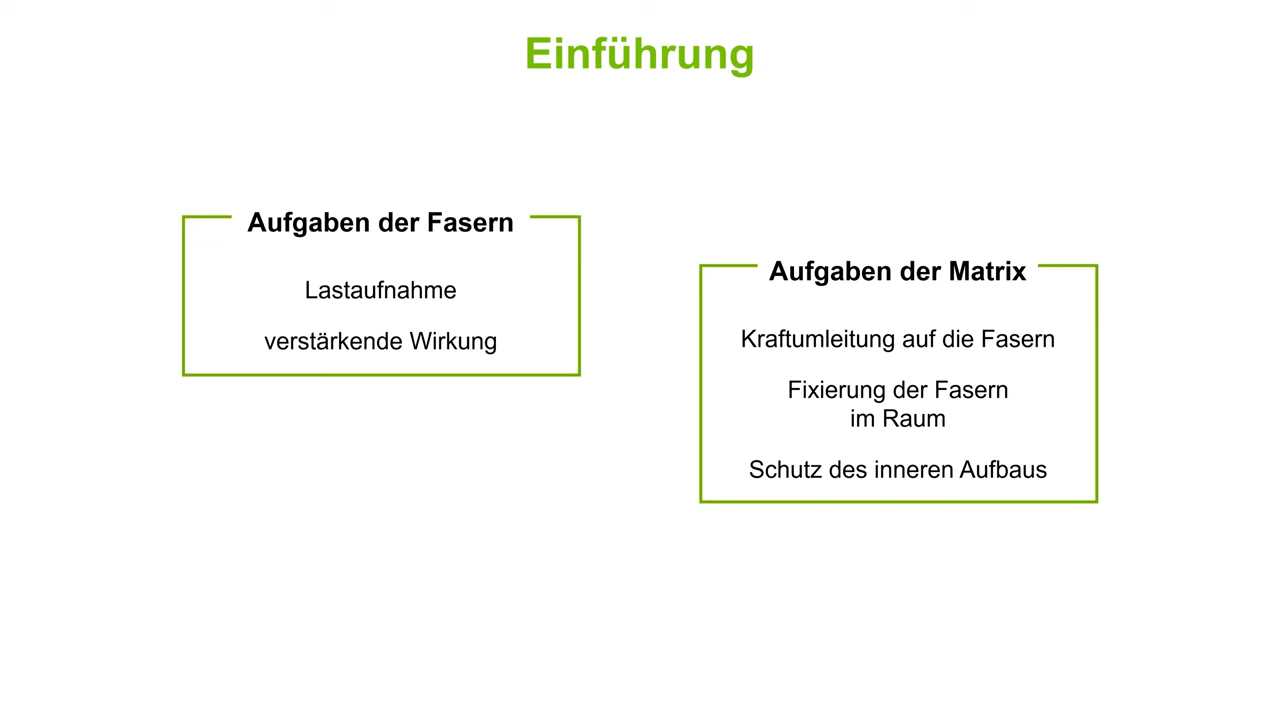 Einführung
Aufgaben der Fasern
Lastaufnahme
verstärkende Wirkung
Aufgaben der Matrix
Kraftumleitung auf die Fasern
Fixierung der Fasern
im Raum
Schutz des inneren Aufbaus